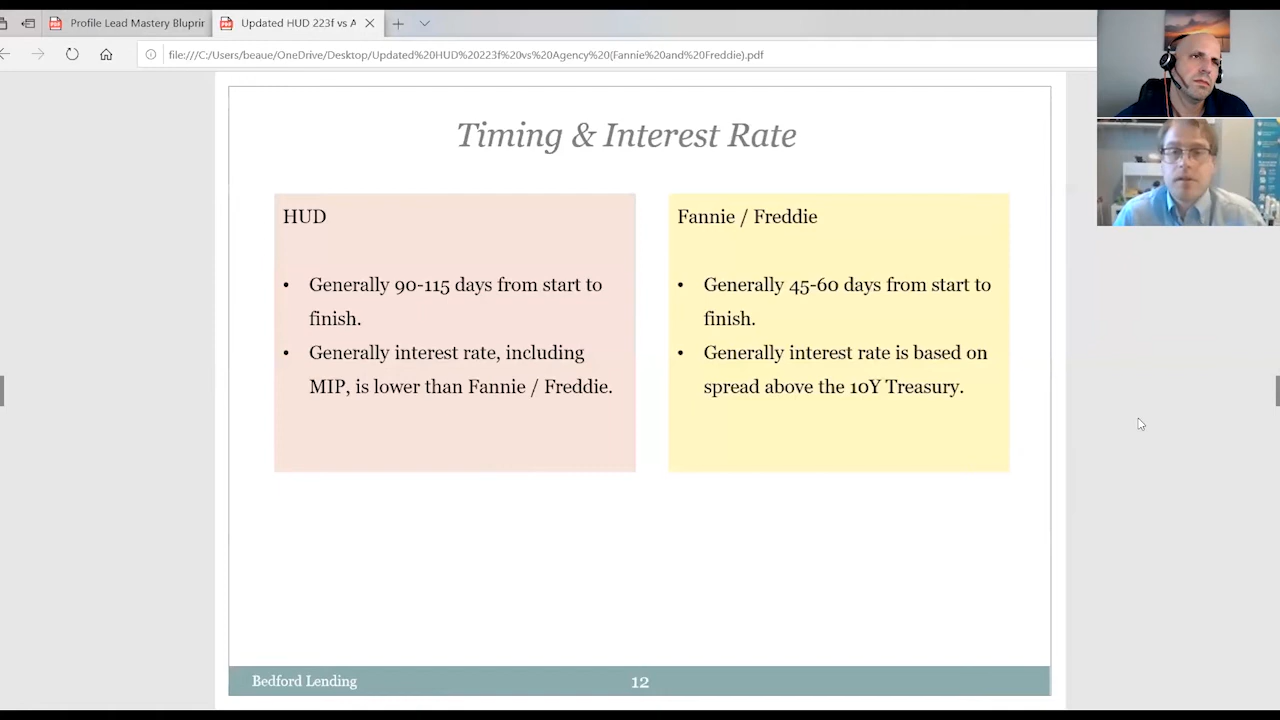 Profile Lead Mastery Bluprir
Updated HUD 223f vs A
file:///C:/Users/beaue/OneDrive/Desktop/Updated%20HUD%20223f%20vs%20Agency%20(Fannie%20and%20Freddie).pdf
Timing & Interest Rate
HUD
• Generally 90-115 days from start to
finish.
• Generally interest rate, including
MIP, is lower than Fannie / Freddie.
Fannie / Freddie
• Generally 45-60 days from start to
finish.
• Generally interest rate is based on
spread above the 10Y Treasury.
Bedford Lending
12